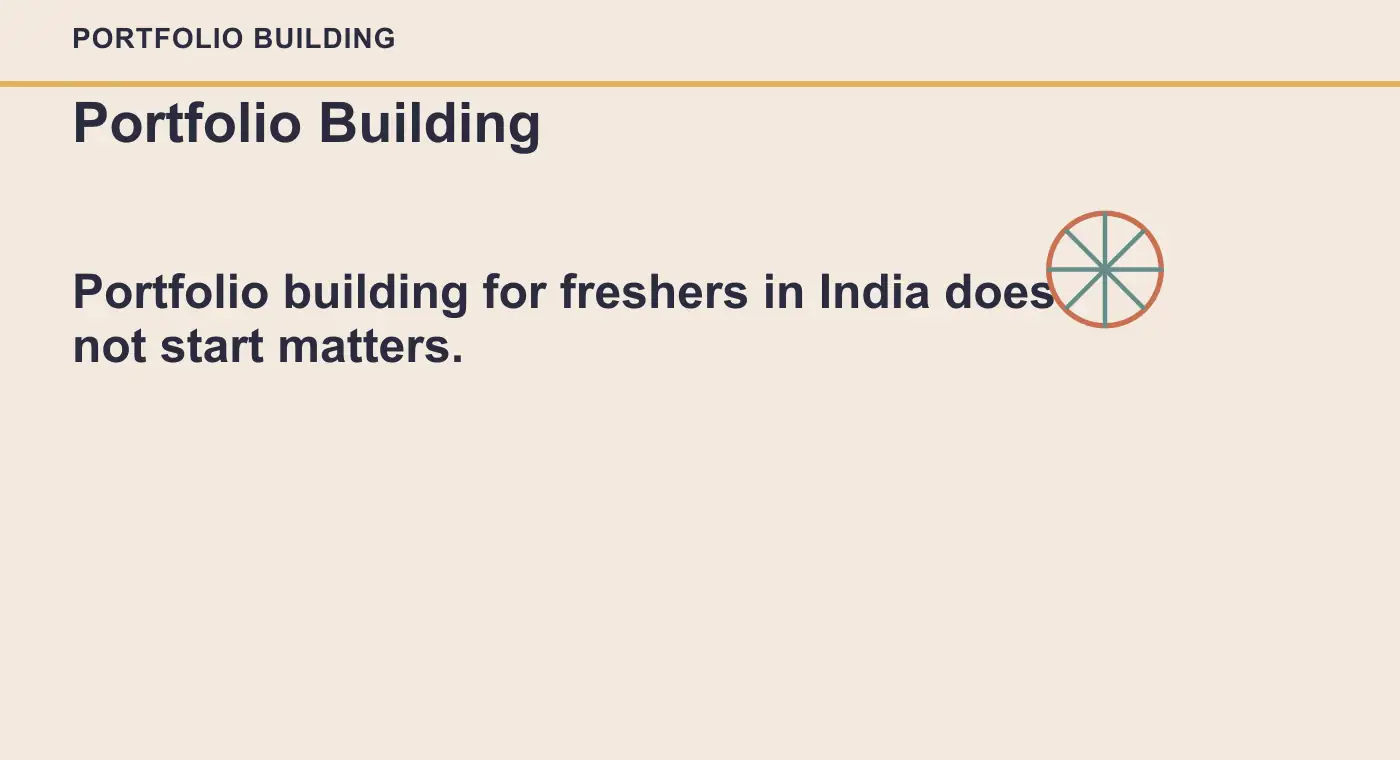 PORTFOLIO BUILDING
Portfolio Building
Portfolio building for freshers in India does
not start matters.